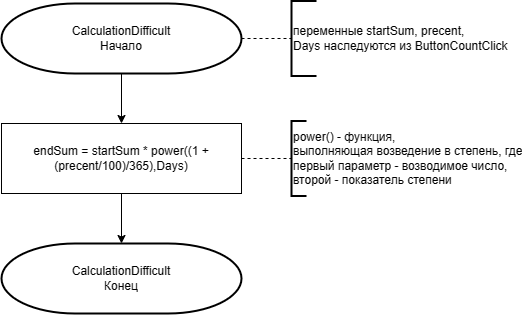 CalculationDifficult
Начало
переменные startSum, precent,
Days наследуются из ButtonCountClick
endSum = startSum * power((1 +
(precent/100)/365),Days)
power() - функция,
выполняющая возведение в степень, где
первый параметр - возводимое число,
второй - показатель степени
CalculationDifficult
Конец